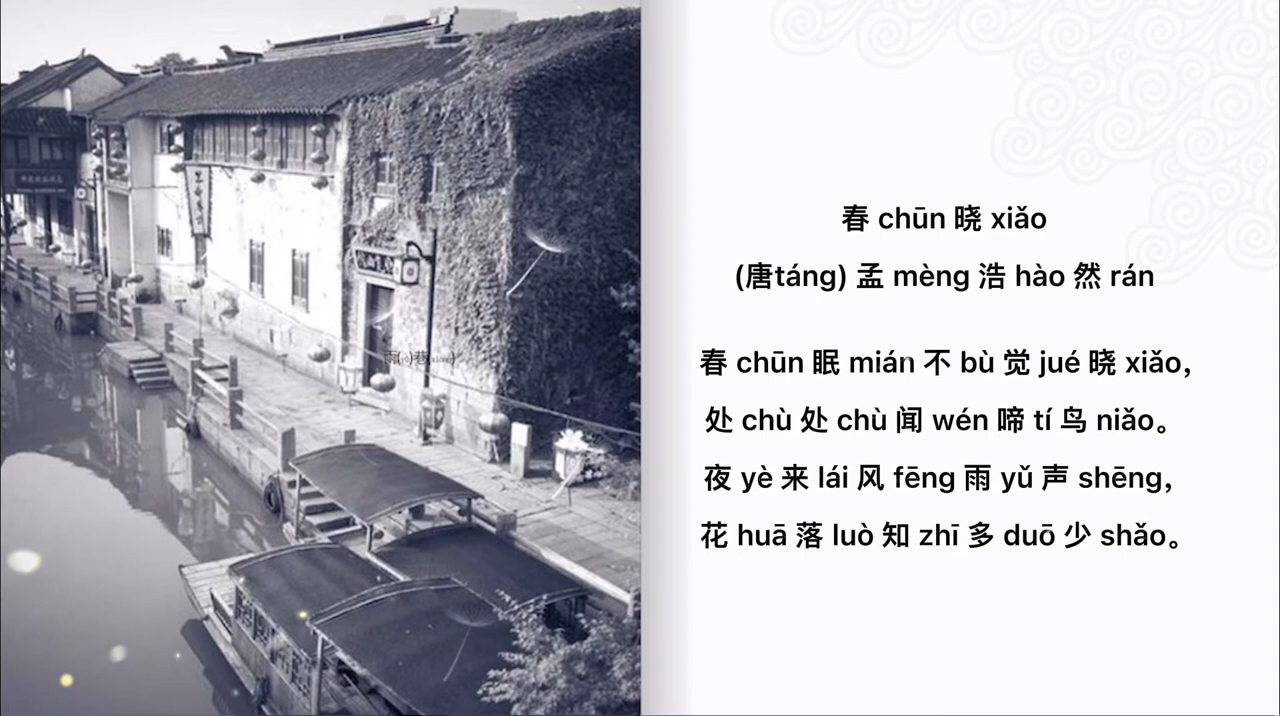 春 chūn 晓 xiǎo
(唐táng) 孟 mèng 浩 hào 然 rán
春 chūn 眠 mián 不 bù 觉 jué 晓 xiǎo,
处 chù 处 chù 闻 wén 啼 tí 鸟 niǎo。
夜 yè 来 lái 风 fēng 雨 yǔ 声 shēng,
花 huā 落 luò 知 zhī 多 duō 少 shǎo。